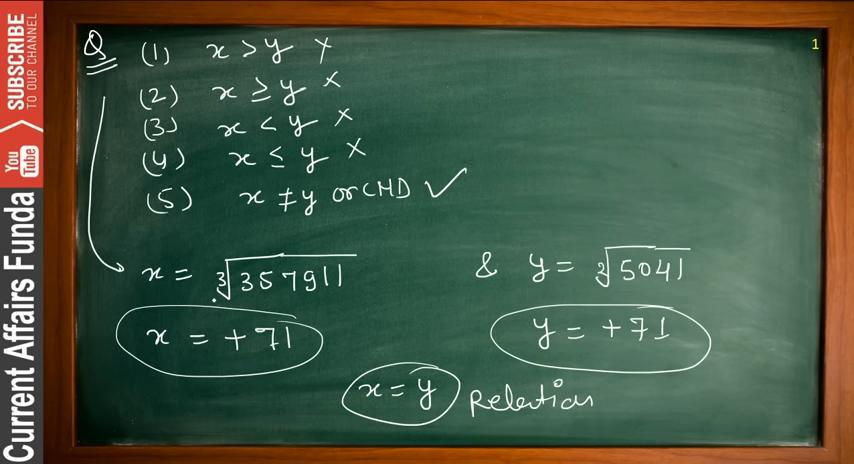 SUBSCRIBE
TO OUR CHANNEL
You Tube
Current Affairs Funda
1
Q (1) x > y ×
(2) x ≥ y ×
(3) x < y ×
(4) x ≤ y ×
(5) x ≠ y or CND ✓
x = ∛357911 & y = ∛5041
x = +71 y = +71
x = y Relation